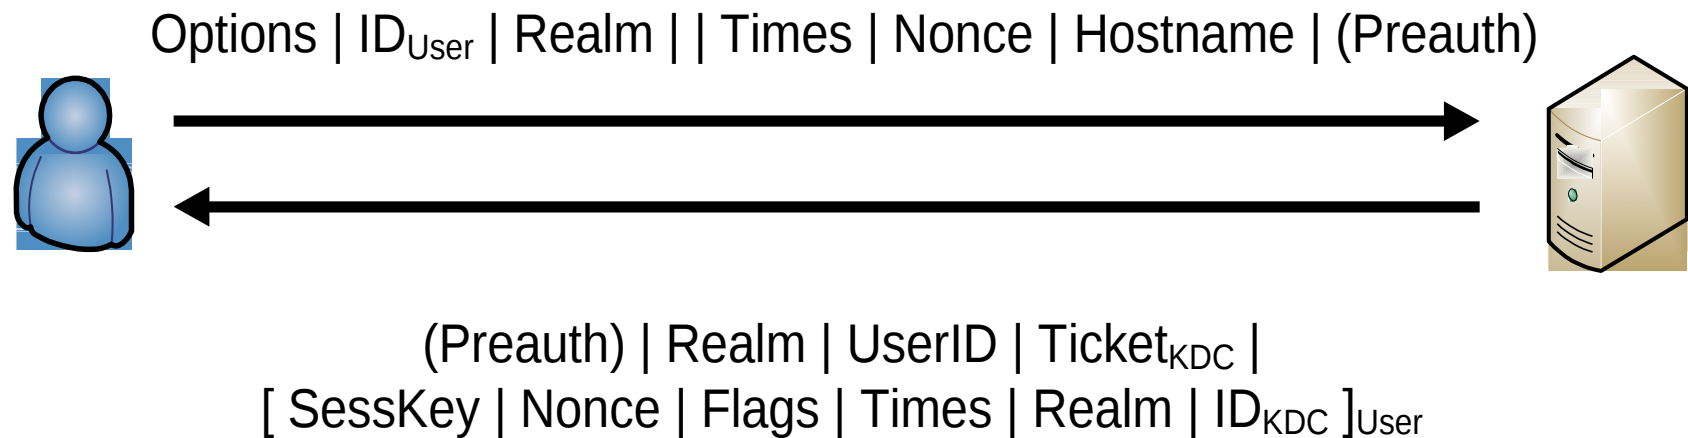 Options | IDUser | Realm | | Times | Nonce | Hostname | (Preauth)
(Preauth) | Realm | UserID | TicketKDC |
[ SessKey | Nonce | Flags | Times | Realm | IDKDC ]User